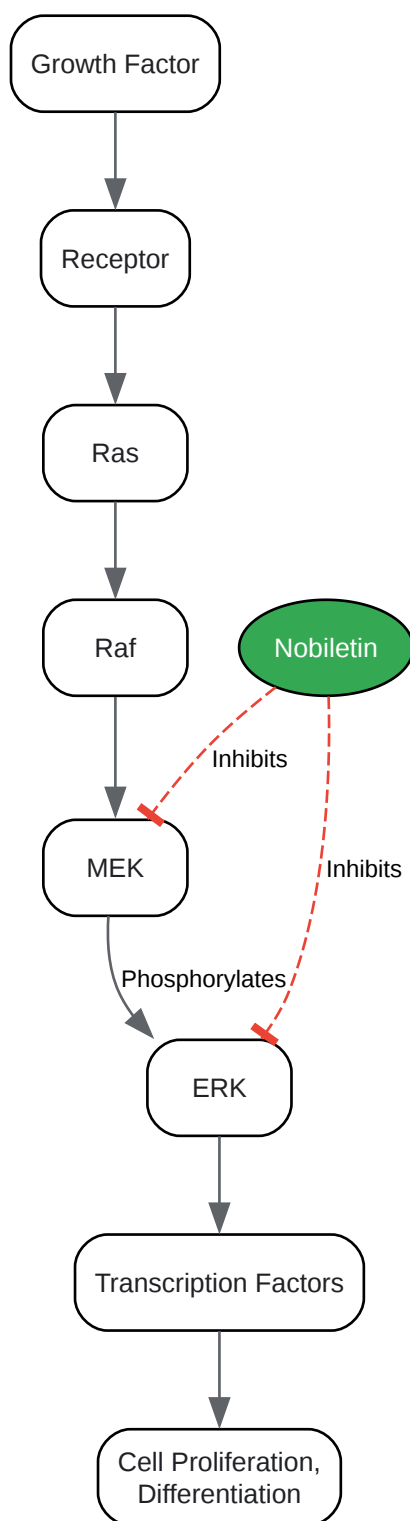 Growth Factor
Receptor
Ras
Raf
Nobiletin
Inhibits
MEK
Inhibits
Phosphorylates
ERK
Transcription Factors
Cell Proliferation,
Differentiation